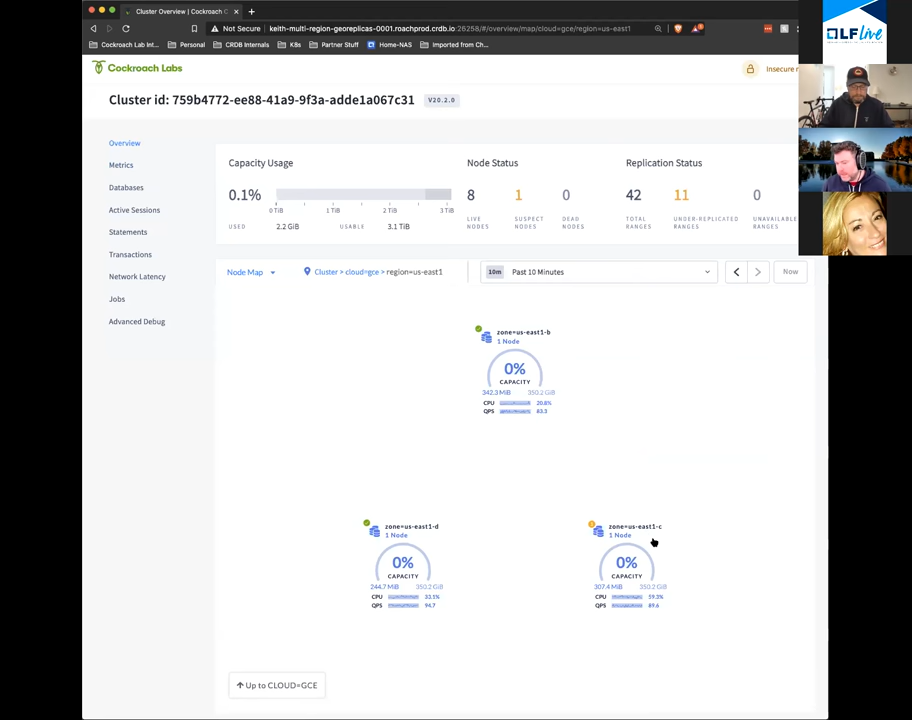 Cluster Overview | Cockroach C
Not Secure
keith-multi-region-georeplicas-0001.roachprod.crdb.io:26258/#/overview/map/cloud=gce/region=us-east1
Cockroach Lab Int...
Personal
CRDB Internals
K8s
Partner Stuff
Home-NAS
Imported from Ch...
LF Live
Cockroach Labs
Insecure
Cluster id: 759b4772-ee88-41a9-9f3a-adde1a067c31
V20.2.0
Overview
Metrics
Databases
Active Sessions
Statements
Transactions
Network Latency
Jobs
Advanced Debug
Capacity Usage
0.1%
0 TiB
1 TiB
2 TiB
3 TiB
USED
2.2 GiB
USABLE
3.1 TiB
Node Status
8
1
0
LIVE NODES
SUSPECT NODES
DEAD NODES
Replication Status
42
11
0
TOTAL RANGES
UNDER-REPLICATED RANGES
UNAVAILABLE RANGES
Node Map
Cluster > cloud=gce > region=us-east1
10m
Past 10 Minutes
Now
zone=us-east1-b
1 Node
0%
CAPACITY
342.3 MiB
350.2 GiB
CPU
20.8%
QPS
83.3
zone=us-east1-d
1 Node
0%
CAPACITY
244.7 MiB
350.2 GiB
CPU
33.1%
QPS
94.7
zone=us-east1-c
1 Node
0%
CAPACITY
307.4 MiB
350.2 GiB
CPU
59.3%
QPS
89.6
Up to CLOUD=GCE